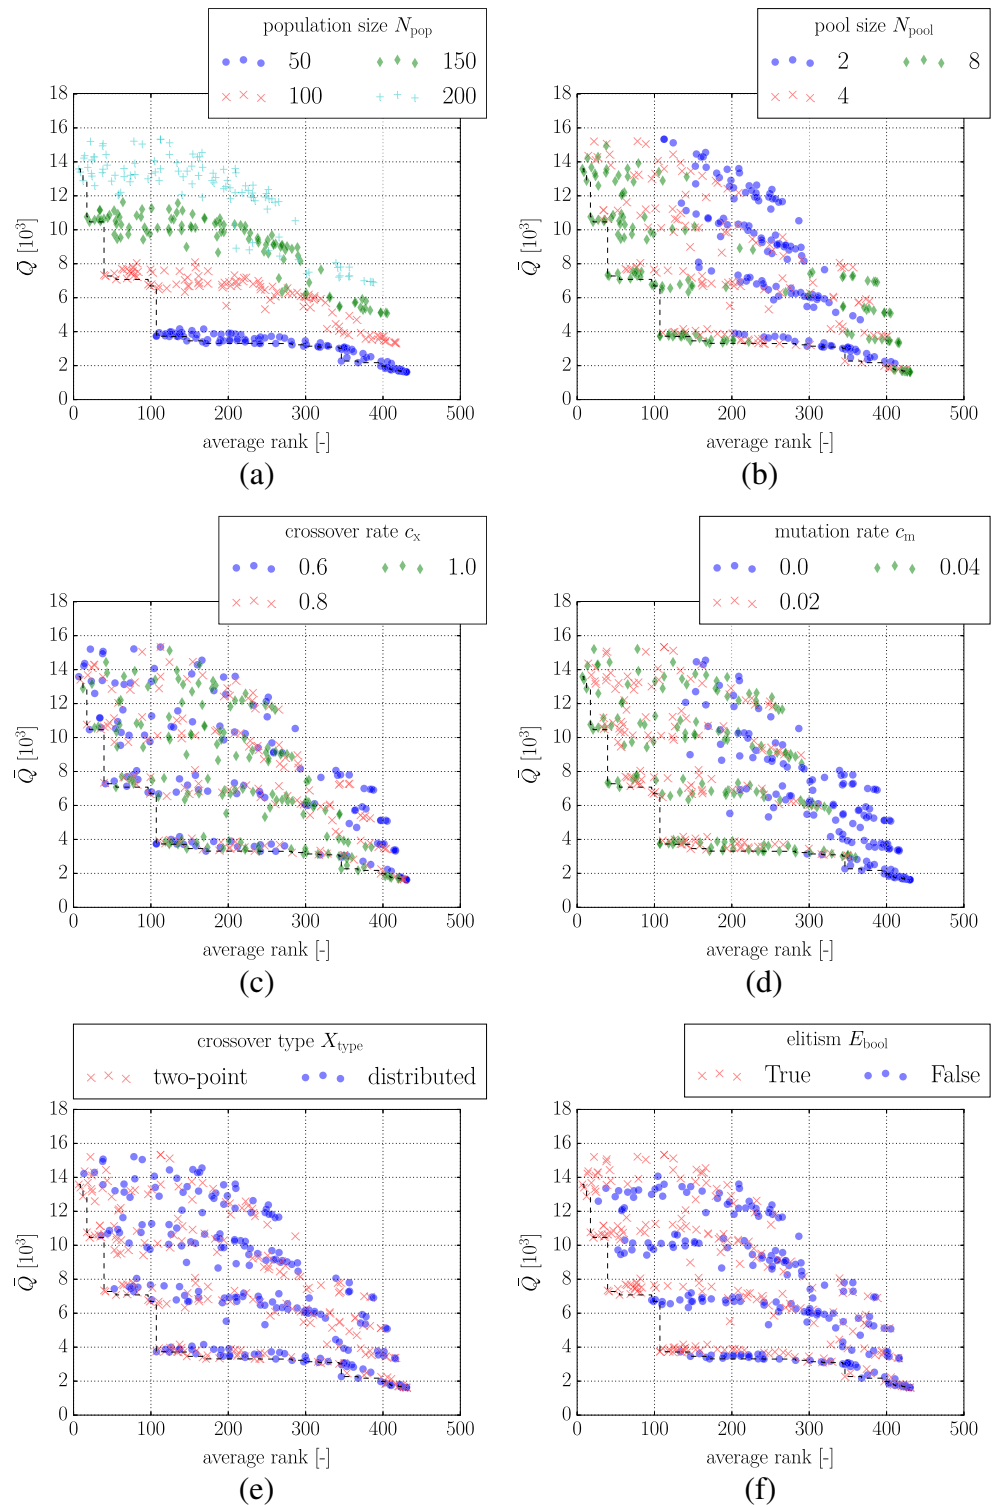 population size N_pop
50 150
100 200
18
16
14
12
10
8
6
4
2
0
Q̄ [10³]
0 100 200 300 400 500
average rank [-]
(a)
pool size N_pool
2 8
4
18
16
14
12
10
8
6
4
2
0
Q̄ [10³]
0 100 200 300 400 500
average rank [-]
(b)
crossover rate c_x
0.6 1.0
0.8
18
16
14
12
10
8
6
4
2
0
Q̄ [10³]
0 100 200 300 400 500
average rank [-]
(c)
mutation rate c_m
0.0 0.04
0.02
18
16
14
12
10
8
6
4
2
0
Q̄ [10³]
0 100 200 300 400 500
average rank [-]
(d)
crossover type X_type
two-point distributed
18
16
14
12
10
8
6
4
2
0
Q̄ [10³]
0 100 200 300 400 500
average rank [-]
(e)
elitism E_bool
True False
18
16
14
12
10
8
6
4
2
0
Q̄ [10³]
0 100 200 300 400 500
average rank [-]
(f)